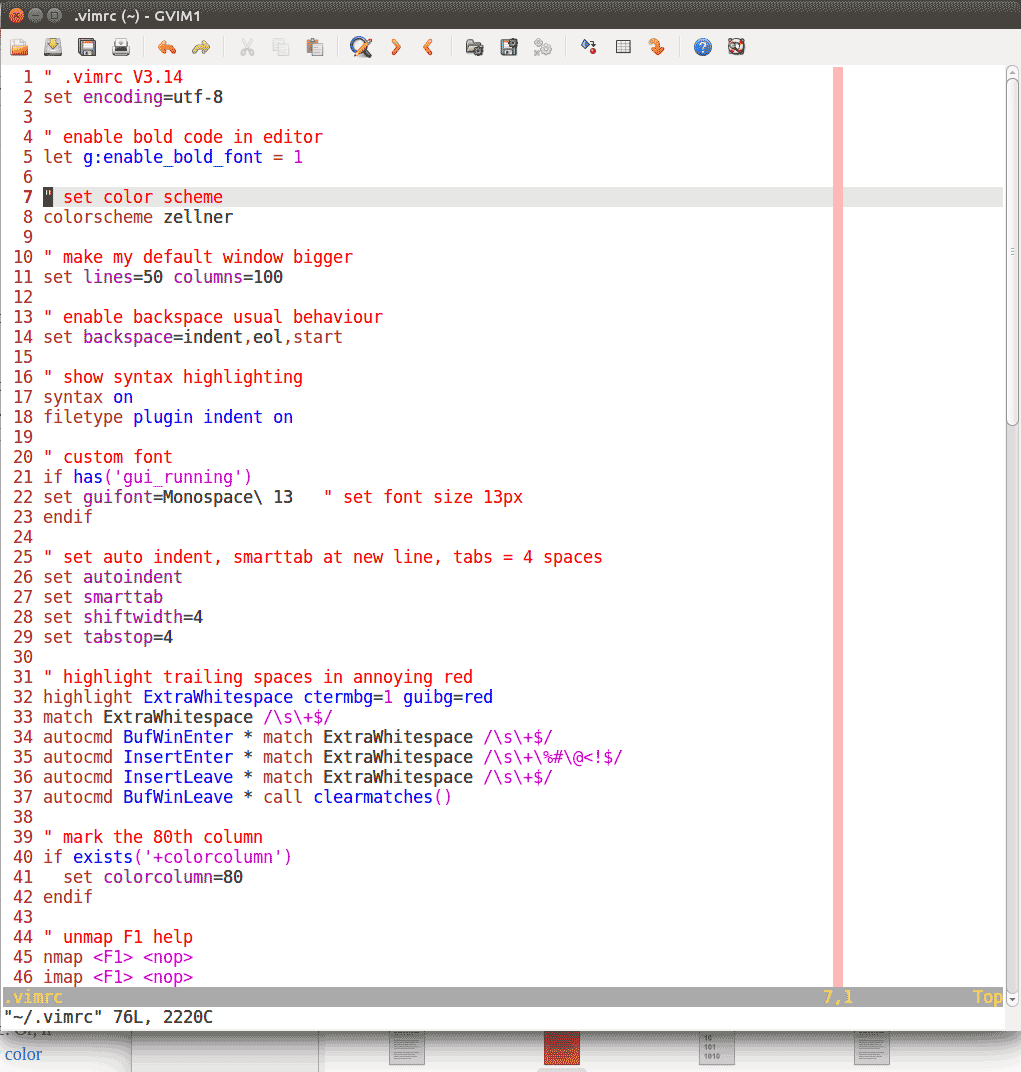 .vimrc (~) - GVIM1
1 " .vimrc V3.14
2 set encoding=utf-8
3
4 " enable bold code in editor
5 let g:enable_bold_font = 1
6
7 " set color scheme
8 colorscheme zellner
9
10 " make my default window bigger
11 set lines=50 columns=100
12
13 " enable backspace usual behaviour
14 set backspace=indent,eol,start
15
16 " show syntax highlighting
17 syntax on
18 filetype plugin indent on
19
20 " custom font
21 if has('gui_running')
22 set guifont=Monospace\ 13   " set font size 13px
23 endif
24
25 " set auto indent, smarttab at new line, tabs = 4 spaces
26 set autoindent
27 set smarttab
28 set shiftwidth=4
29 set tabstop=4
30
31 " highlight trailing spaces in annoying red
32 highlight ExtraWhitespace ctermbg=1 guibg=red
33 match ExtraWhitespace /\s\+$/
34 autocmd BufWinEnter * match ExtraWhitespace /\s\+$/
35 autocmd InsertEnter * match ExtraWhitespace /\s\+\%#\@<!$/
36 autocmd InsertLeave * match ExtraWhitespace /\s\+$/
37 autocmd BufWinLeave * call clearmatches()
38
39 " mark the 80th column
40 if exists('+colorcolumn')
41   set colorcolumn=80
42 endif
43
44 " unmap F1 help
45 nmap <F1> <nop>
46 imap <F1> <nop>
.vimrc 7,1 Top
"~/.vimrc" 76L, 2220C
color
10
101
1010